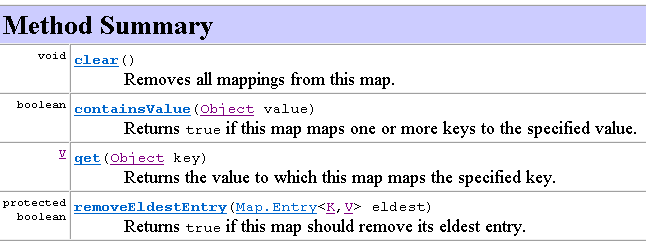 Method Summary
void clear()
Removes all mappings from this map.
boolean containsValue(Object value)
Returns true if this map maps one or more keys to the specified value.
V get(Object key)
Returns the value to which this map maps the specified key.
protected boolean removeEldestEntry(Map.Entry<K,V> eldest)
Returns true if this map should remove its eldest entry.